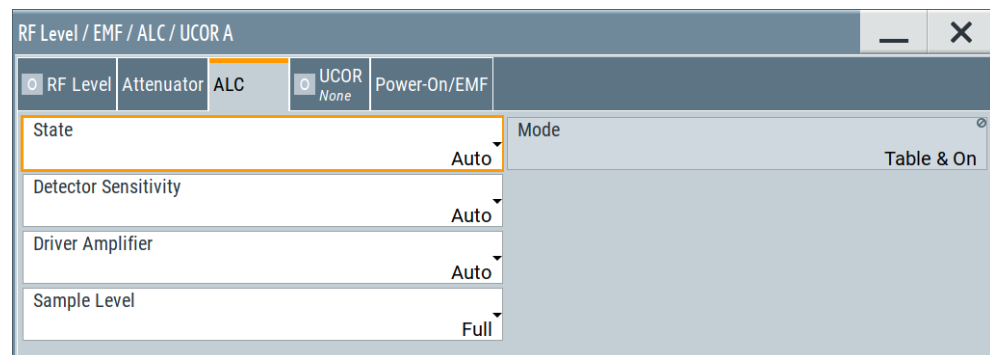 RF Level / EMF / ALC / UCOR A
RF Level
Attenuator
ALC
UCOR
None
Power-On/EMF
State
Auto
Mode
Table & On
Detector Sensitivity
Auto
Driver Amplifier
Auto
Sample Level
Full